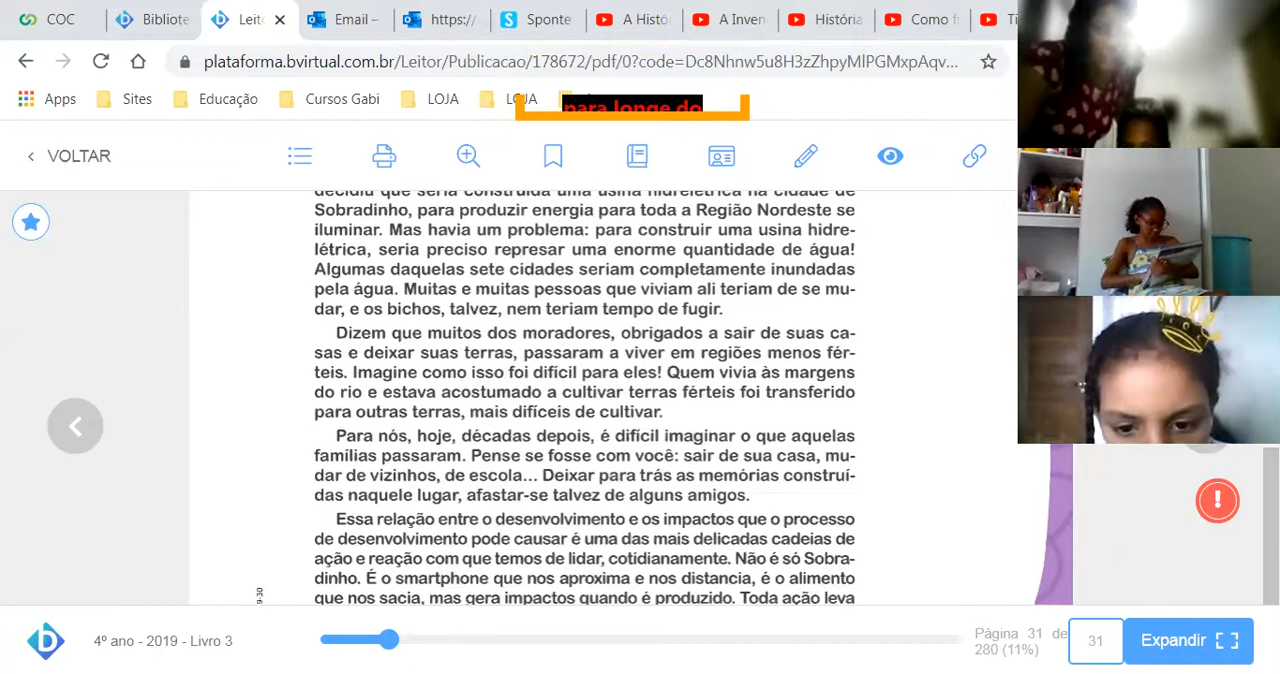 COC
Bibliote
Leito
Email –
https:/
Sponte
A Histó
A Inven
História
Como f
plataforma.bvirtual.com.br/Leitor/Publicacao/178672/pdf/0?code=Dc8Nhnw5u8H3zZhpyMlPGMxpAqv...
Apps
Sites
Educação
Cursos Gabi
LOJA
para longe do
VOLTAR
decidiu que seria construída uma usina hidrelétrica na cidade de
Sobradinho, para produzir energia para toda a Região Nordeste se
iluminar. Mas havia um problema: para construir uma usina hidre-
létrica, seria preciso represar uma enorme quantidade de água!
Algumas daquelas sete cidades seriam completamente inundadas
pela água. Muitas e muitas pessoas que viviam ali teriam de se mu-
dar, e os bichos, talvez, nem teriam tempo de fugir.
Dizem que muitos dos moradores, obrigados a sair de suas ca-
sas e deixar suas terras, passaram a viver em regiões menos fér-
teis. Imagine como isso foi difícil para eles! Quem vivia às margens
do rio e estava acostumado a cultivar terras férteis foi transferido
para outras terras, mais difíceis de cultivar.
Para nós, hoje, décadas depois, é difícil imaginar o que aquelas
famílias passaram. Pense se fosse com você: sair de sua casa, mu-
dar de vizinhos, de escola... Deixar para trás as memórias construí-
das naquele lugar, afastar-se talvez de alguns amigos.
Essa relação entre o desenvolvimento e os impactos que o processo
de desenvolvimento pode causar é uma das mais delicadas cadeias de
ação e reação com que temos de lidar, cotidianamente. Não é só Sobra-
dinho. É o smartphone que nos aproxima e nos distancia, é o alimento
que nos sacia, mas gera impactos quando é produzido. Toda ação leva
9-30
4º ano - 2019 - Livro 3
Página 31 de
280 (11%)
31
Expandir